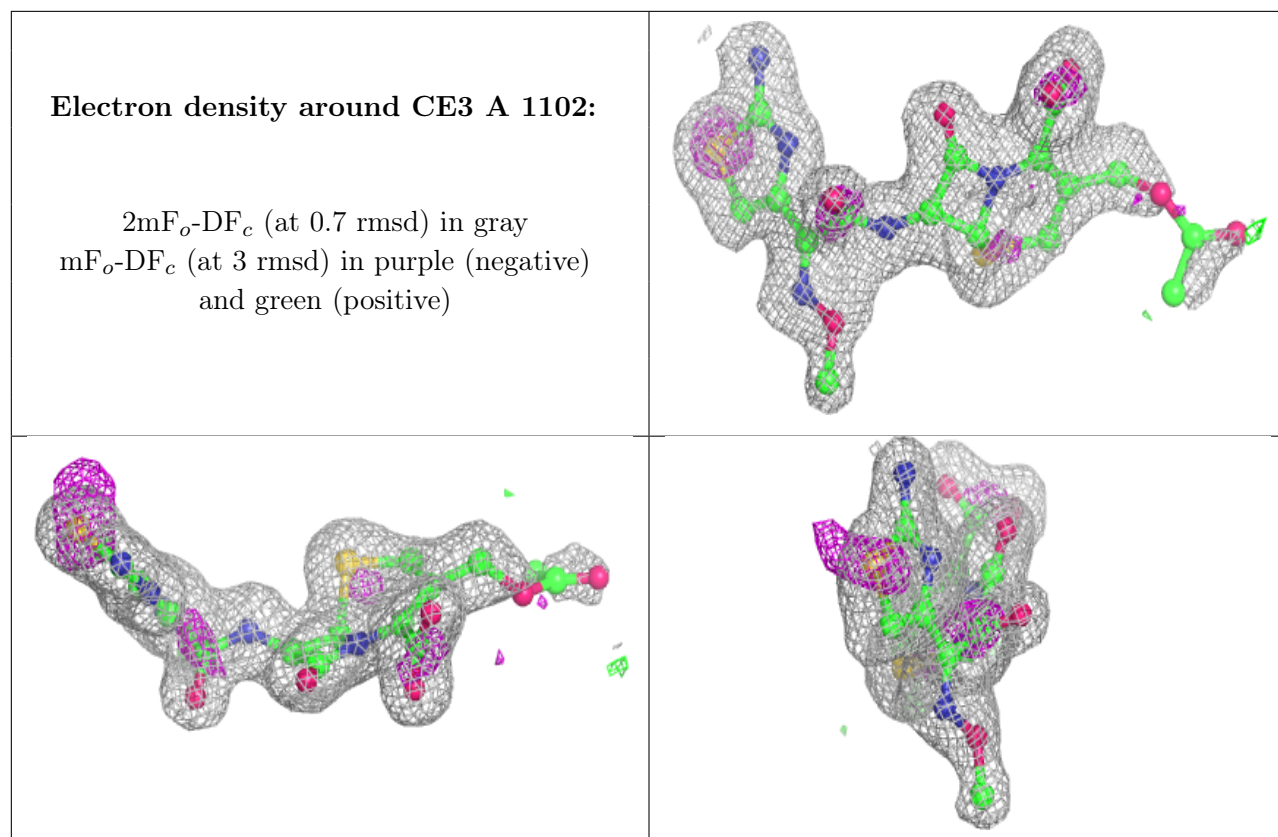 Electron density around CE3 A 1102:
2mFo-DFc (at 0.7 rmsd) in gray
mFo-DFc (at 3 rmsd) in purple (negative)
and green (positive)